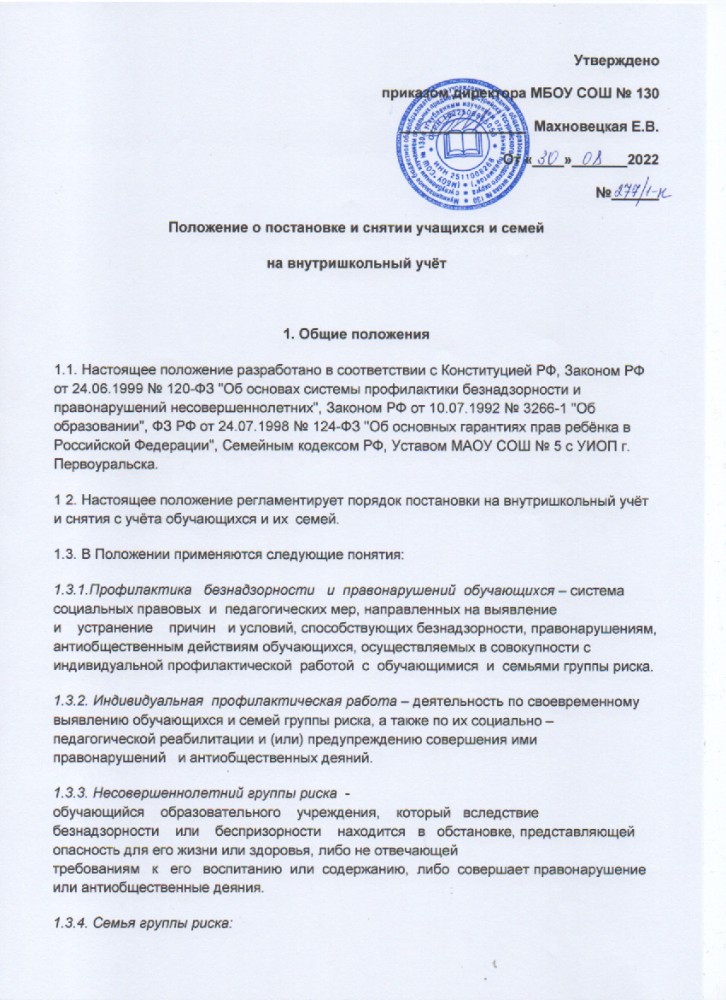 Утверждено
приказом директора МБОУ СОШ № 130
Махновецкая Е.В.
От « 30 » 08 2022
№ 277/1-к
Положение о постановке и снятии учащихся и семей
на внутришкольный учёт
1. Общие положения
1.1. Настоящее положение разработано в соответствии с Конституцией РФ, Законом РФ
от 24.06.1999 № 120-ФЗ "Об основах системы профилактики безнадзорности и
правонарушений несовершеннолетних", Законом РФ от 10.07.1992 № 3266-1 "Об
образовании", ФЗ РФ от 24.07.1998 № 124-ФЗ "Об основных гарантиях прав ребёнка в
Российской Федерации", Семейным кодексом РФ, Уставом МАОУ СОШ № 5 с УИОП г.
Первоуральска.
1 2. Настоящее положение регламентирует порядок постановки на внутришкольный учёт
и снятия с учёта обучающихся и их семей.
1.3. В Положении применяются следующие понятия:
1.3.1.Профилактика безнадзорности и правонарушений обучающихся – система
социальных правовых и педагогических мер, направленных на выявление
и устранение причин и условий, способствующих безнадзорности, правонарушениям,
антиобщественным действиям обучающихся, осуществляемых в совокупности с
индивидуальной профилактической работой с обучающимися и семьями группы риска.
1.3.2. Индивидуальная профилактическая работа – деятельность по своевременному
выявлению обучающихся и семей группы риска, а также по их социально –
педагогической реабилитации и (или) предупреждению совершения ими
правонарушений и антиобщественных деяний.
1.3.3. Несовершеннолетний группы риска -
обучающийся образовательного учреждения, который вследствие
безнадзорности или беспризорности находится в обстановке, представляющей
опасность для его жизни или здоровья, либо не отвечающей
требованиям к его воспитанию или содержанию, либо совершает правонарушение
или антиобщественные деяния.
1.3.4. Семья группы риска: